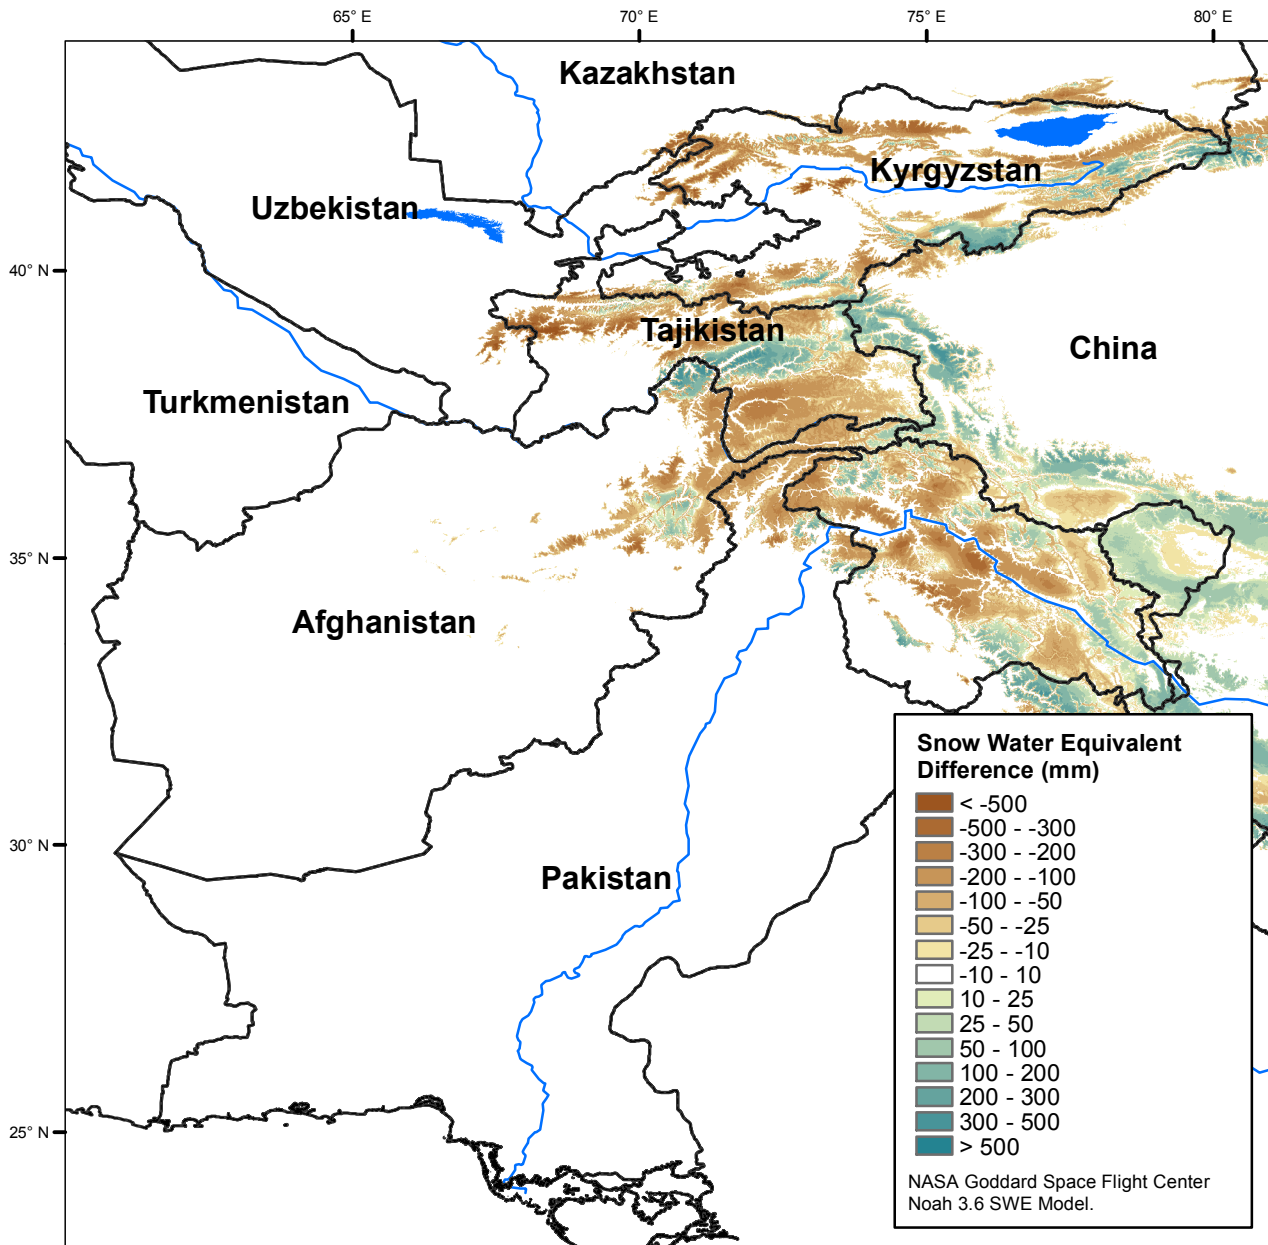 65° E
70° E
75° E
80° E
Kazakhstan
Kyrgyzstan
Uzbekistan
40° N
Tajikistan
China
Turkmenistan
35° N
Afghanistan
Snow Water Equivalent
Difference (mm)
< -500
-500 - -300
-300 - -200
30° N
Pakistan
-200 - -100
-100 - -50
-50 - -25
-25 - -10
-10 - 10
10 - 25
25 - 50
50 - 100
100 - 200
200 - 300
300 - 500
> 500
25° N
NASA Goddard Space Flight Center
Noah 3.6 SWE Model.